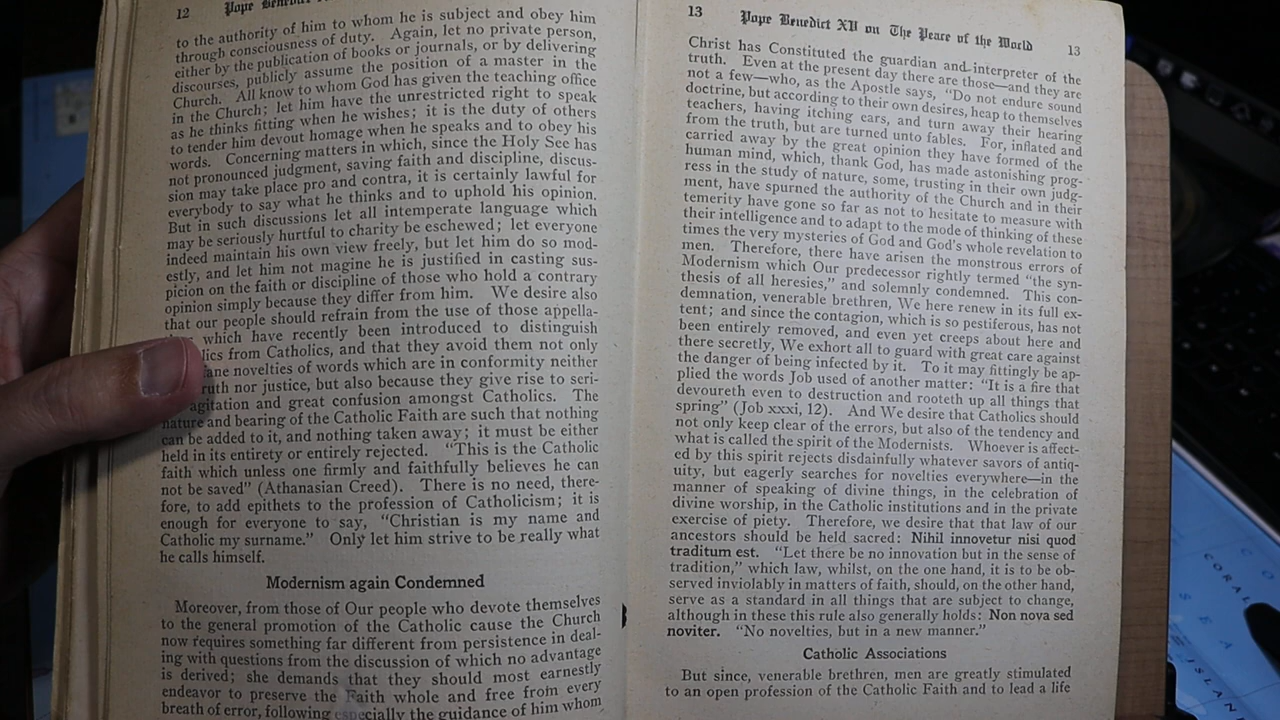 12 Pope Benedict
to the authority of him to whom he is subject and obey him
through consciousness of duty. Again, let no private person,
either by the publication of books or journals, or by delivering
discourses, publicly assume the position of a master in the
Church. All know to whom God has given the teaching office
in the Church; let him have the unrestricted right to speak
as he thinks fitting when he wishes; it is the duty of others
to tender him devout homage when he speaks and to obey his
words. Concerning matters in which, since the Holy See has
not pronounced judgment, saving faith and discipline, discus-
sion may take place pro and contra, it is certainly lawful for
everybody to say what he thinks and to uphold his opinion.
But in such discussions let all intemperate language which
may be seriously hurtful to charity be eschewed; let everyone
indeed maintain his own view freely, but let him do so mod-
estly, and let him not magine he is justified in casting sus-
picion on the faith or discipline of those who hold a contrary
opinion simply because they differ from him. We desire also
that our people should refrain from the use of those appella-
which have recently been introduced to distinguish
lics from Catholics, and that they avoid them not only
ane novelties of words which are in conformity neither
ruth nor justice, but also because they give rise to seri-
agitation and great confusion amongst Catholics. The
nature and bearing of the Catholic Faith are such that nothing
can be added to it, and nothing taken away; it must be either
held in its entirety or entirely rejected. "This is the Catholic
faith which unless one firmly and faithfully believes he can
not be saved" (Athanasian Creed). There is no need, there-
fore, to add epithets to the profession of Catholicism; it is
enough for everyone to say, "Christian is my name and
Catholic my surname." Only let him strive to be really what
he calls himself.
Modernism again Condemned
Moreover, from those of Our people who devote themselves
to the general promotion of the Catholic cause the Church
now requires something far different from persistence in deal-
ing with questions from the discussion of which no advantage
is derived; she demands that they should most earnestly
endeavor to preserve the Faith whole and free from every
breath of error, following especially the guidance of him whom
13 Pope Benedict XV on The Peace of the World 13
Christ has Constituted the guardian and interpreter of the
truth. Even at the present day there are those—and they are
not a few—who, as the Apostle says, "Do not endure sound
doctrine, but according to their own desires, heap to themselves
teachers, having itching ears, and turn away their hearing
from the truth, but are turned unto fables. For, inflated and
carried away by the great opinion they have formed of the
human mind, which, thank God, has made astonishing prog-
ress in the study of nature, some, trusting in their own judg-
ment, have spurned the authority of the Church and in their
temerity have gone so far as not to hesitate to measure with
their intelligence and to adapt to the mode of thinking of these
times the very mysteries of God and God's whole revelation to
men. Therefore, there have arisen the monstrous errors of
Modernism which Our predecessor rightly termed "the syn-
thesis of all heresies," and solemnly condemned. This con-
demnation, venerable brethren, We here renew in its full ex-
tent; and since the contagion, which is so pestiferous, has not
been entirely removed, and even yet creeps about here and
there secretly, We exhort all to guard with great care against
the danger of being infected by it. To it may fittingly be ap-
plied the words Job used of another matter: "It is a fire that
devoureth even to destruction and rooteth up all things that
spring" (Job xxxi, 12). And We desire that Catholics should
not only keep clear of the errors, but also of the tendency and
what is called the spirit of the Modernists. Whoever is affect-
ed by this spirit rejects disdainfully whatever savors of antiq-
uity, but eagerly searches for novelties everywhere—in the
manner of speaking of divine things, in the celebration of
divine worship, in the Catholic institutions and in the private
exercise of piety. Therefore, we desire that that law of our
ancestors should be held sacred: Nihil innovetur nisi quod
traditum est. "Let there be no innovation but in the sense of
tradition," which law, whilst, on the one hand, it is to be ob-
served inviolably in matters of faith, should, on the other hand,
serve as a standard in all things that are subject to change,
although in these this rule also generally holds: Non nova sed
noviter. "No novelties, but in a new manner."
Catholic Associations
But since, venerable brethren, men are greatly stimulated
to an open profession of the Catholic Faith and to lead a life
CORAL
SEA
ISLAN